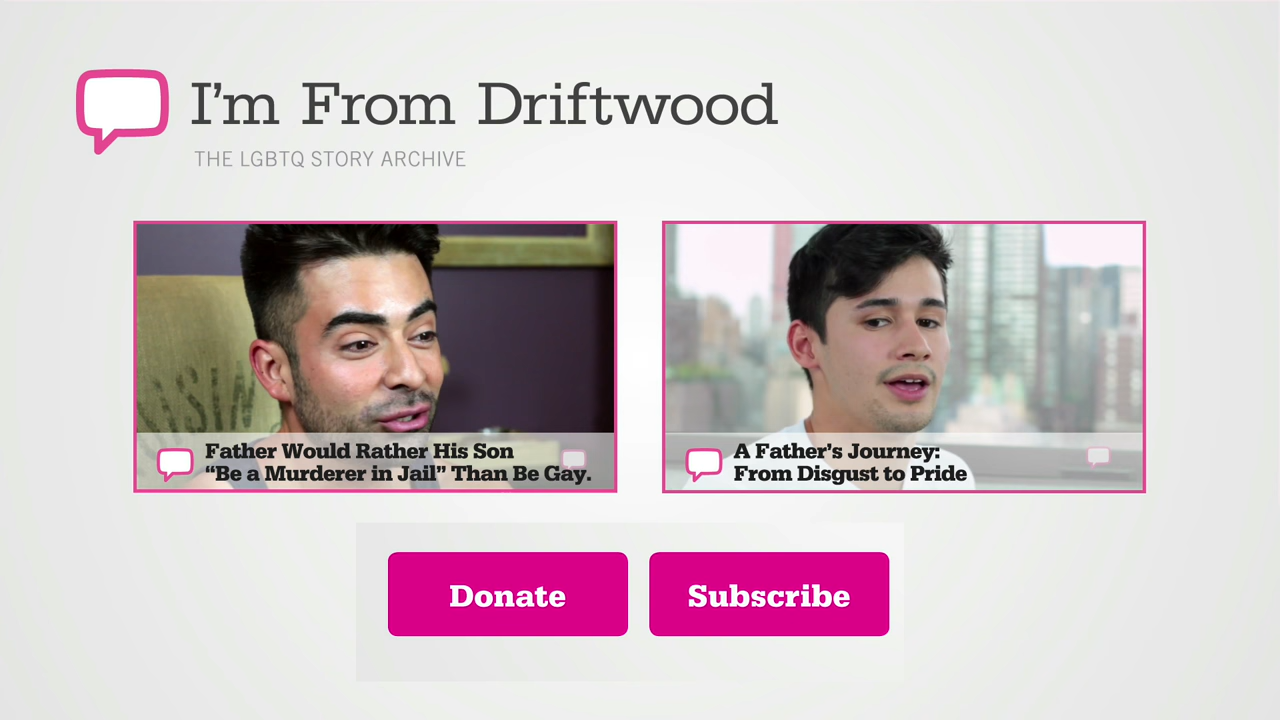 I'm From Driftwood
THE LGBTQ STORY ARCHIVE
Father Would Rather His Son
“Be a Murderer in Jail” Than Be Gay.
A Father's Journey:
From Disgust to Pride
Donate
Subscribe